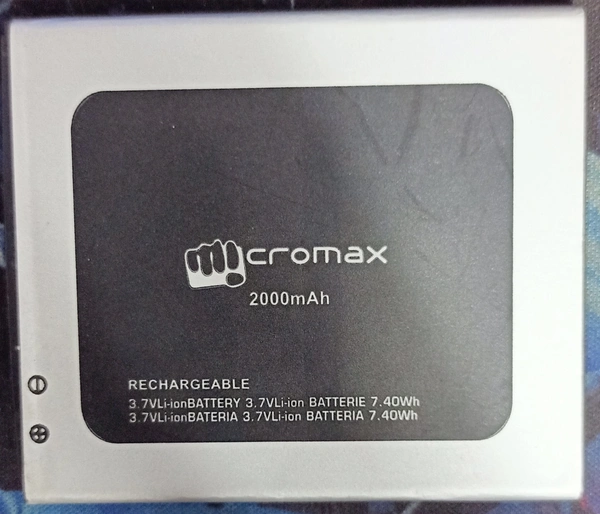 micromax
2000mAh
RECHARGEABLE
3.7VLi-ionBATTERY 3.7VLi-ion BATTERIE 7.40Wh
3.7VLi-ionBATERIA 3.7VLi-ion BATTERIA 7.40Wh